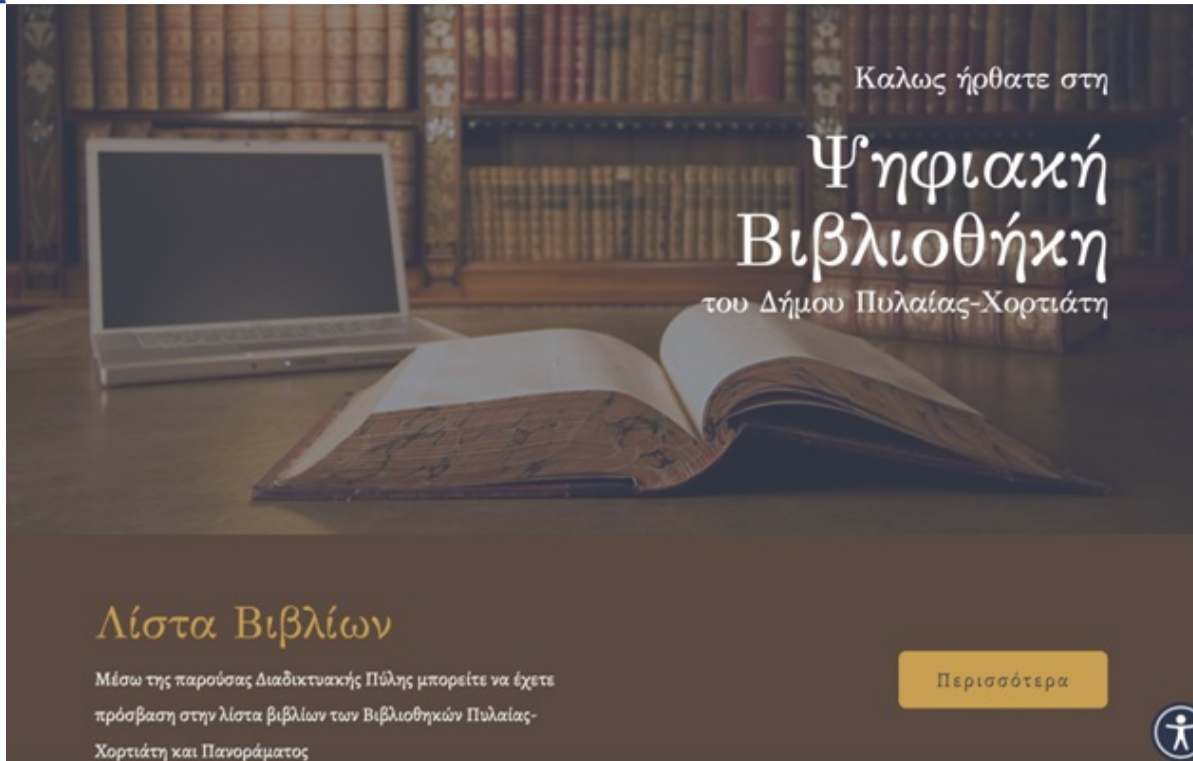 Καλως ήρθατε στη
Ψηφιακή
Βιβλιοθήκη
του Δήμου Πυλαίας-Χορτιάτη
Λίστα Βιβλίων
Μέσω της παρούσας Διαδικτυακής Πύλης μπορείτε να έχετε
πρόσβαση στην λίστα βιβλίων των Βιβλιοθηκών Πυλαίας-
Χορτιάτη και Πανοράματος
Περισσότερα